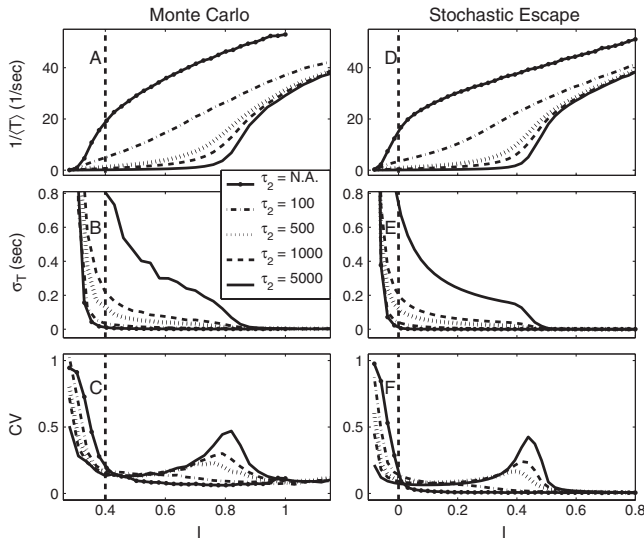 Monte Carlo
Stochastic Escape
1/⟨T⟩ (1/sec)
40
20
0
A
40
20
0
D
τ2 = N.A.
τ2 = 100
τ2 = 500
τ2 = 1000
τ2 = 5000
σT (sec)
0.8
0.6
0.4
0.2
0
B
0.8
0.6
0.4
0.2
0
E
CV
1
0.5
0
C
0.4
0.6
0.8
1
I
1
0.5
0
F
0
0.2
0.4
0.6
0.8
I